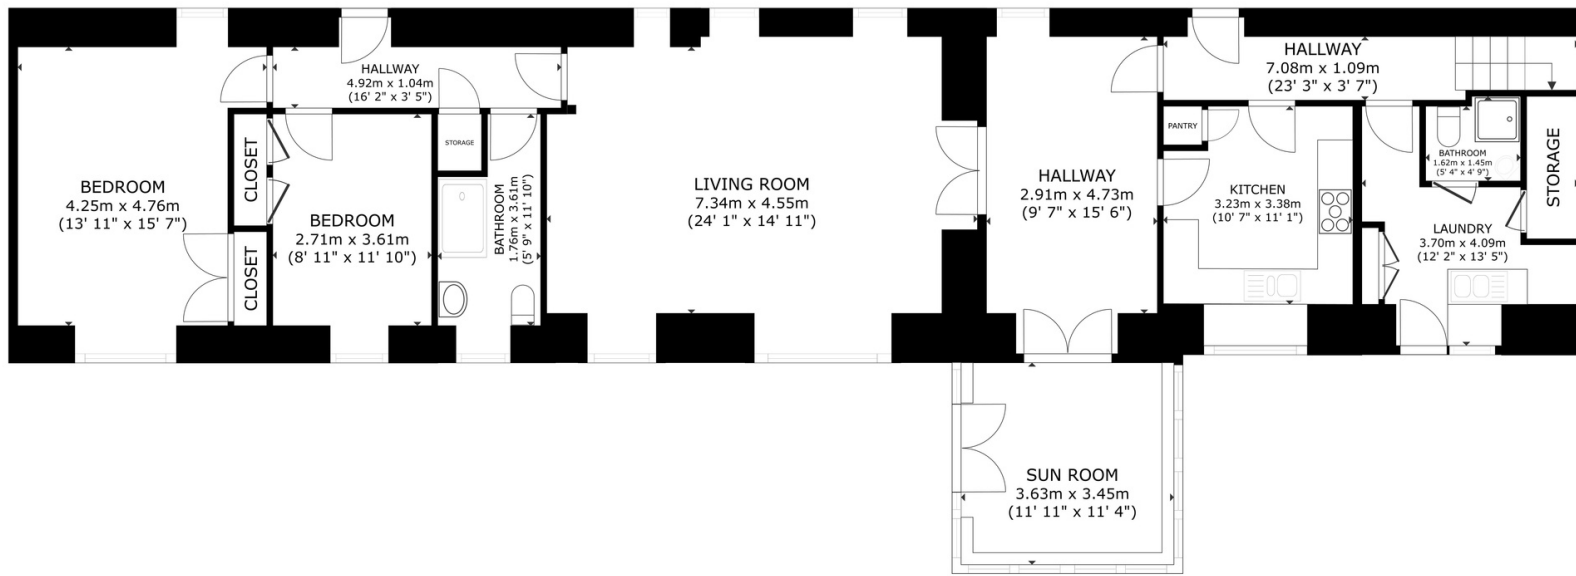 BEDROOM
4.25m x 4.76m
(13' 11" x 15' 7")
CLOSET
CLOSET
HALLWAY
4.92m x 1.04m
(16' 2" x 3' 5")
BEDROOM
2.71m x 3.61m
(8' 11" x 11' 10")
STORAGE
BATHROOM
1.76m x 3.61m
(5' 9" x 11' 10")
LIVING ROOM
7.34m x 4.55m
(24' 1" x 14' 11")
HALLWAY
2.91m x 4.73m
(9' 7" x 15' 6")
HALLWAY
7.08m x 1.09m
(23' 3" x 3' 7")
PANTRY
KITCHEN
3.23m x 3.38m
(10' 7" x 11' 1")
BATHROOM
1.62m x 1.45m
(5' 4" x 4' 9")
STORAGE
LAUNDRY
3.70m x 4.09m
(12' 2" x 13' 5")
SUN ROOM
3.63m x 3.45m
(11' 11" x 11' 4")